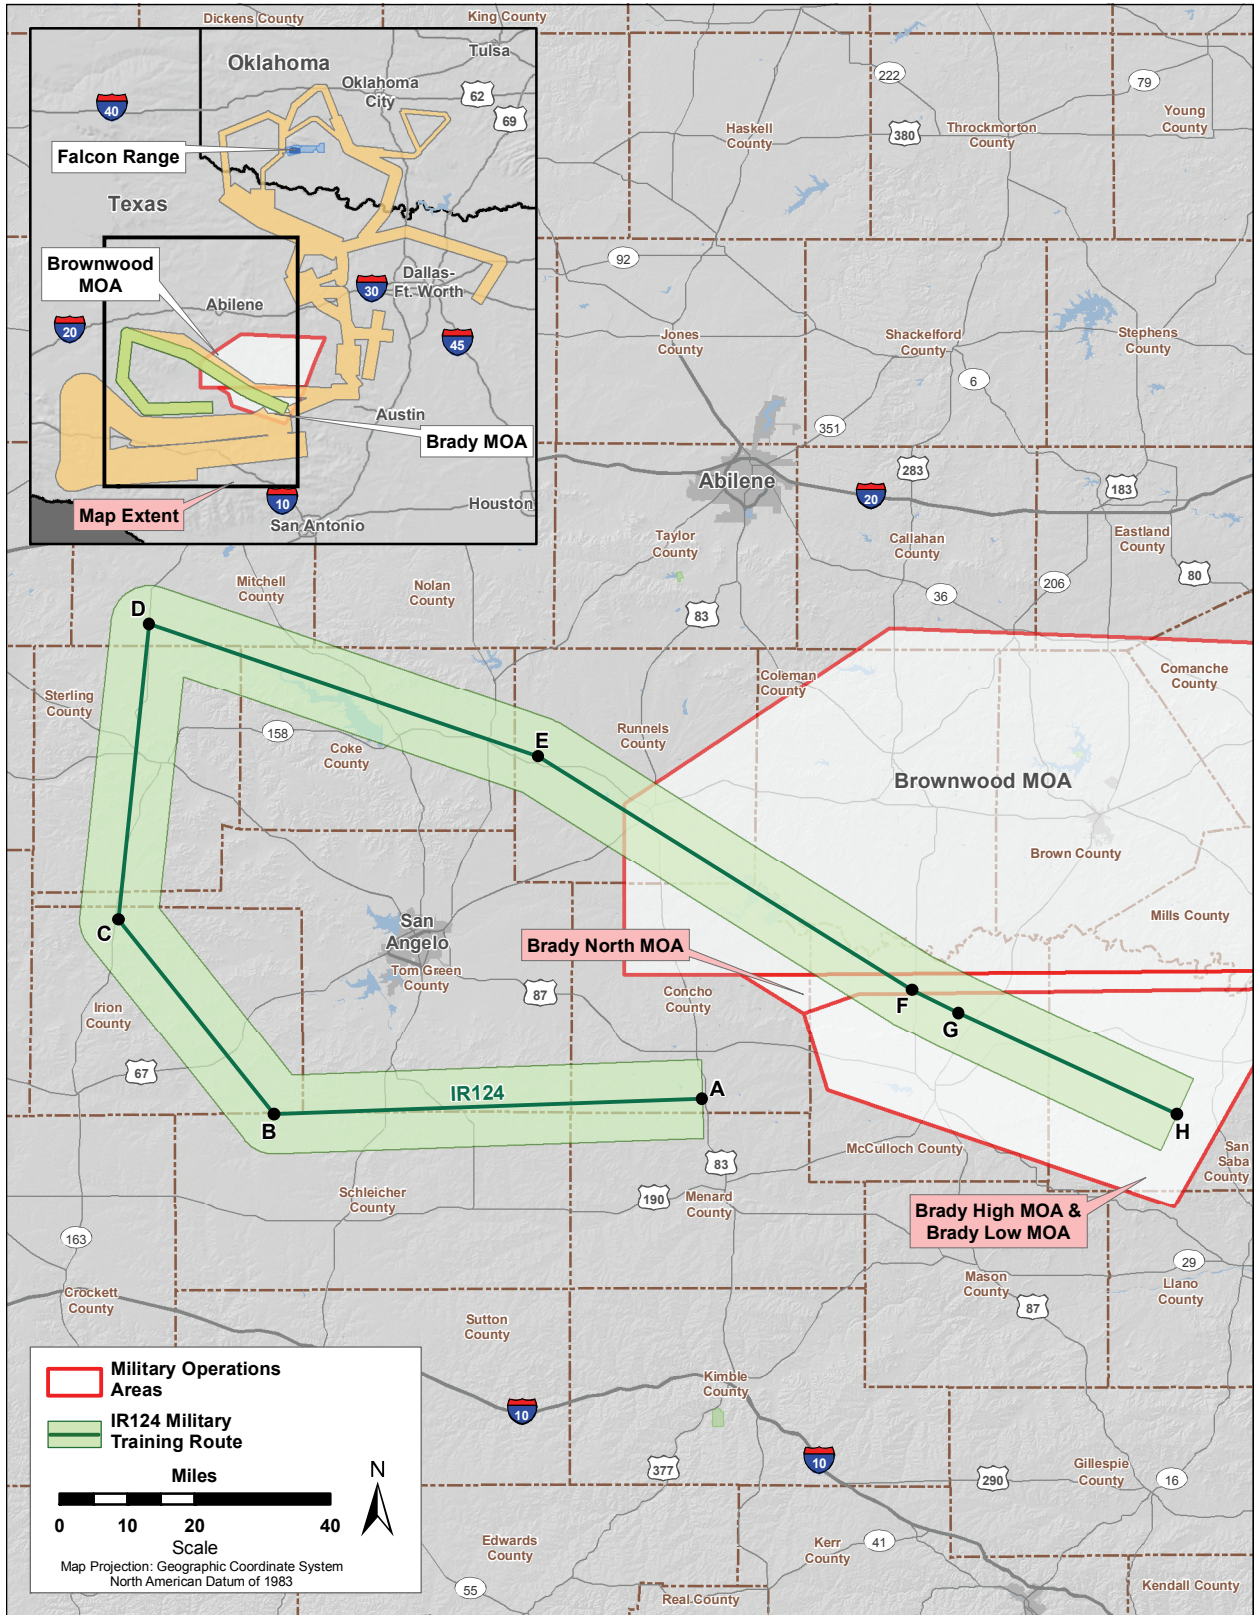 Dickens County
King County
Oklahoma
Tulsa
Oklahoma
City
40
62
69
Falcon Range
Texas
Brownwood
MOA
Abilene
Dallas-
Ft. Worth
30
20
45
Austin
Brady MOA
Map Extent
10
San Antonio
Houston
222
79
Haskell
County
380
Throckmorton
County
Young
County
92
Jones
County
Shackelford
County
Stephens
County
6
351
Abilene
283
20
183
Taylor
County
Callahan
County
Eastland
County
Mitchell
County
Nolan
County
83
36
206
80
D
Sterling
County
158
Coke
County
E
Runnels
County
Coleman
County
Comanche
County
Brownwood MOA
Brown County
Mills County
C
San
Angelo
Tom Green
County
Brady North MOA
87
Concho
County
F
G
Irion
County
67
IR124
A
B
H
83
McCulloch County
San
Saba
County
Schleicher
County
190
Menard
County
Brady High MOA &
Brady Low MOA
163
29
Crockett
County
Mason
County
87
Llano
County
Sutton
County
Kimble
County
10
10
377
290
Gillespie
County
16
Edwards
County
Kerr
County
41
55
Real County
Kendall County
Military Operations
Areas
IR124 Military
Training Route
Miles
N
0 10 20 40
Scale
Map Projection: Geographic Coordinate System
North American Datum of 1983